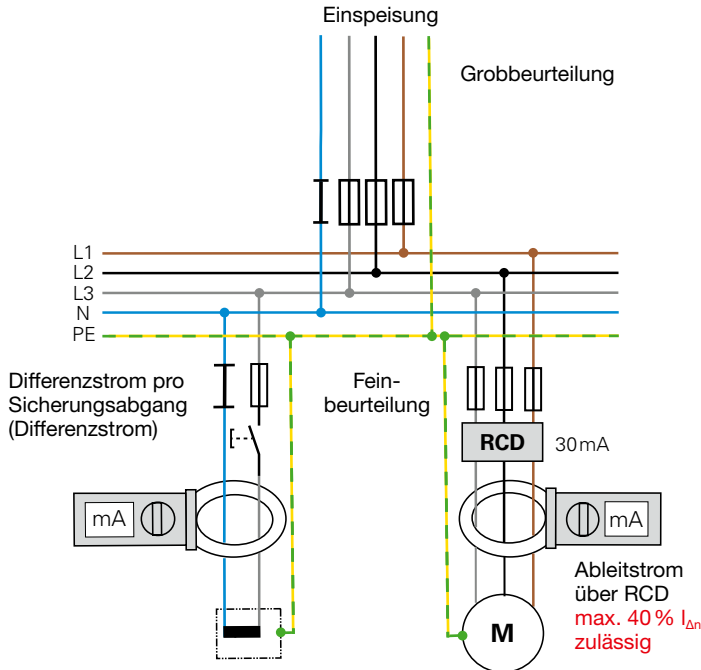 Einspeisung
Grobbeurteilung
L1
L2
L3
N
PE
Differenzstrom pro
Sicherungsabgang
(Differenzstrom)
Fein-
beurteilung
RCD
30 mA
mA
mA
Ableitstrom
über RCD
max. 40 % I∆n
zulässig
M